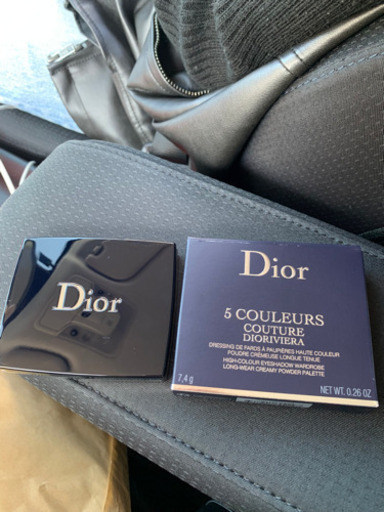 Dior
Dior
5 COULEURS
COUTURE
DIORIVIERA
DRESSING DE FARDS À PAUPIÈRES HAUTE COULEUR
POUDRE CRÉMEUSE LONGUE TENUE
HIGH-COLOUR EYESHADOW WARDROBE
LONG-WEAR CREAMY POWDER PALETTE
7,4 g
NET WT. 0.26 OZ